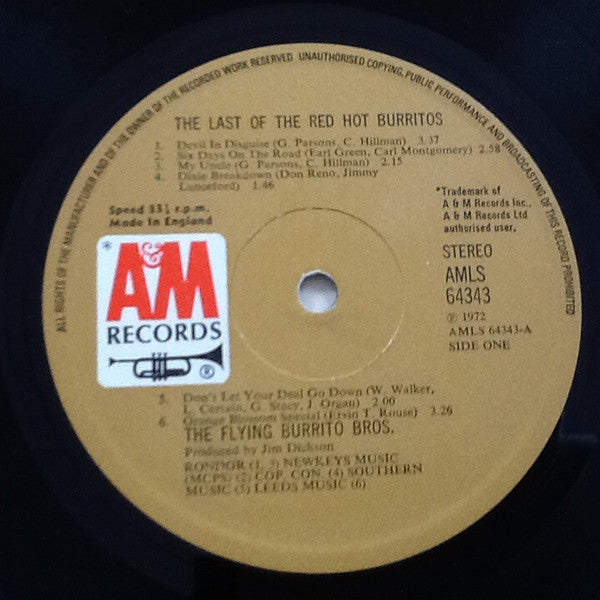 ALL RIGHTS OF THE MANUFACTURER AND OF THE OWNER OF THE RECORDED WORK RESERVED UNAUTHORISED COPYING, PUBLIC PERFORMANCE AND BROADCASTING OF THIS RECORD PROHIBITED
THE LAST OF THE RED HOT BURRITOS
1. Devil In Disguise (G. Parsons, C. Hillman) 3.37
2. Six Days On The Road (Earl Green, Carl Montgomery) 2.58
3. My Uncle (G. Parsons, C. Hillman) 2.15
4. Dixie Breakdown (Don Reno, Jimmy
Lunceford) 1.46
Speed 33⅓ r.p.m.
Made in England
*Trademark of
A & M Records Inc.,
A & M Records Ltd
authorised user,
STEREO
AMLS
64343
℗ 1972
AMLS 64343-A
SIDE ONE
*
A&M
RECORDS
®
5. Don't Let Your Deal Go Down (W. Walker,
L. Certain, G. Stacy, J. Organ) 2.00
6. Orange Blossom Special (Ervin T. Rouse) 3.26
THE FLYING BURRITO BROS.
Produced by Jim Dickson
RONDOR (1, 3) NEWKEYS MUSIC
(MCPS) (2) COP. CON. (4) SOUTHERN
MUSIC (5) LEEDS MUSIC (6)